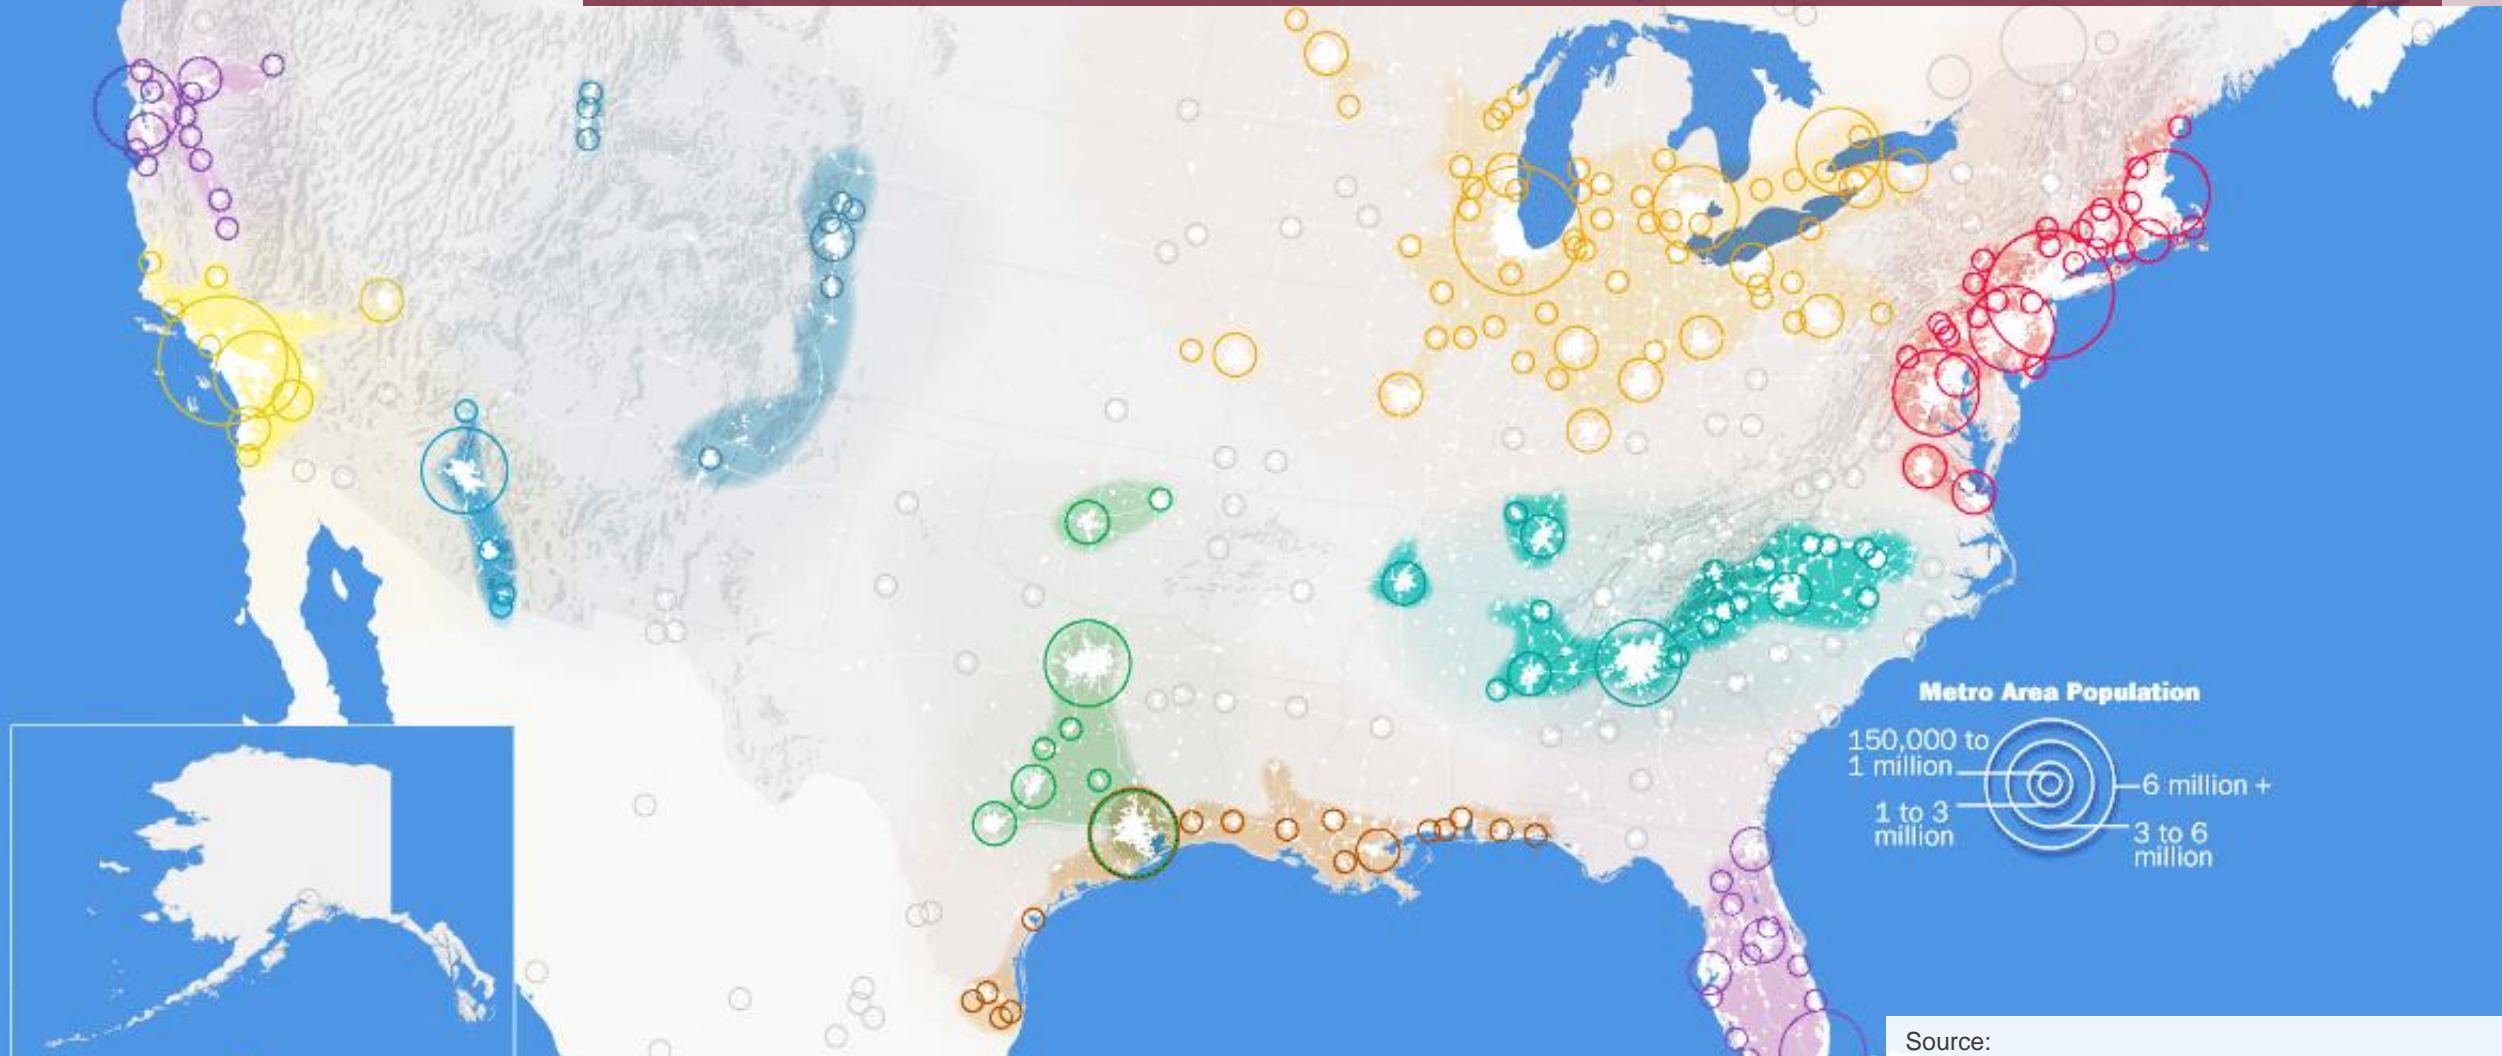 Metro Area Population
150,000 to
1 million
6 million +
1 to 3
million
3 to 6
million
Source: